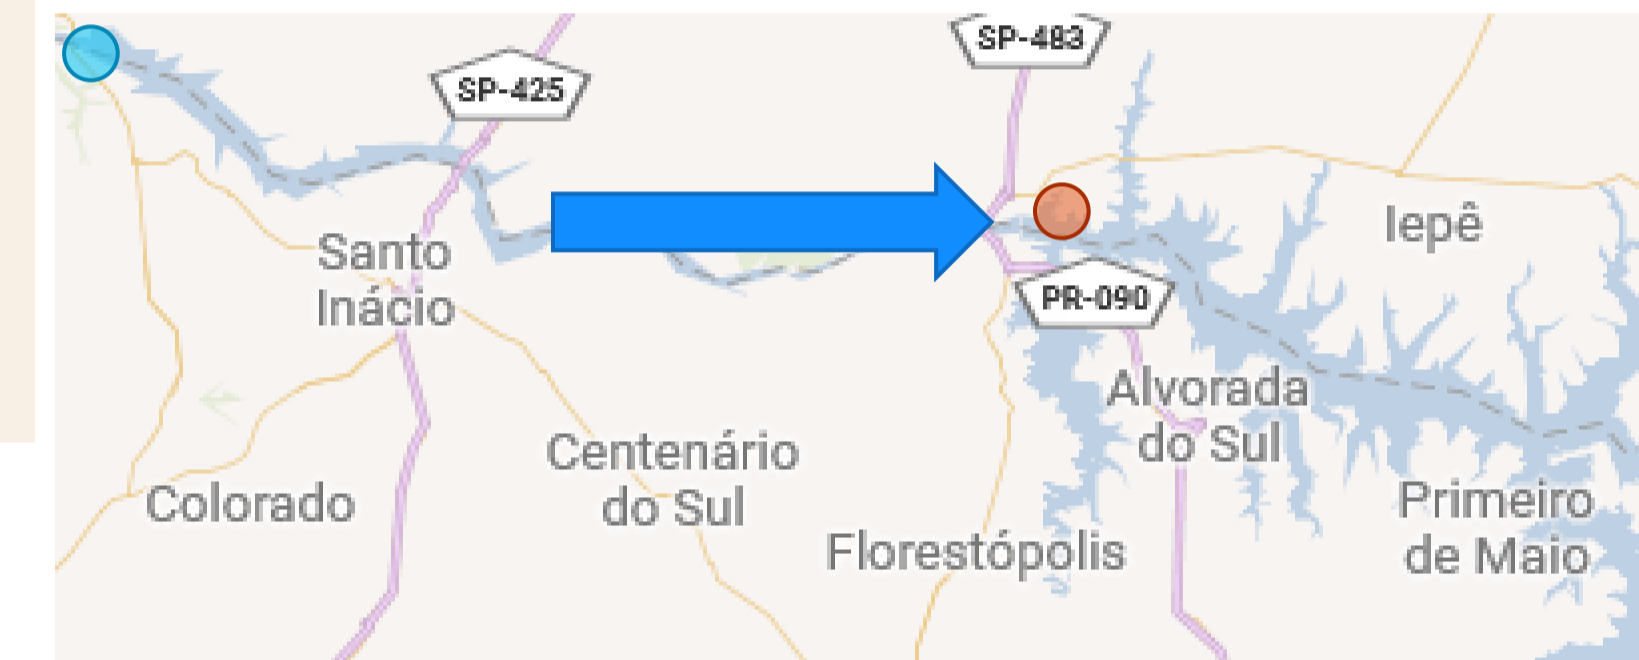 SP-483
SP-425
Iepê
Santo
Inácio
PR-090
Alvorada
do Sul
Centenário
do Sul
Colorado
Primeiro
de Maio
Florestópolis